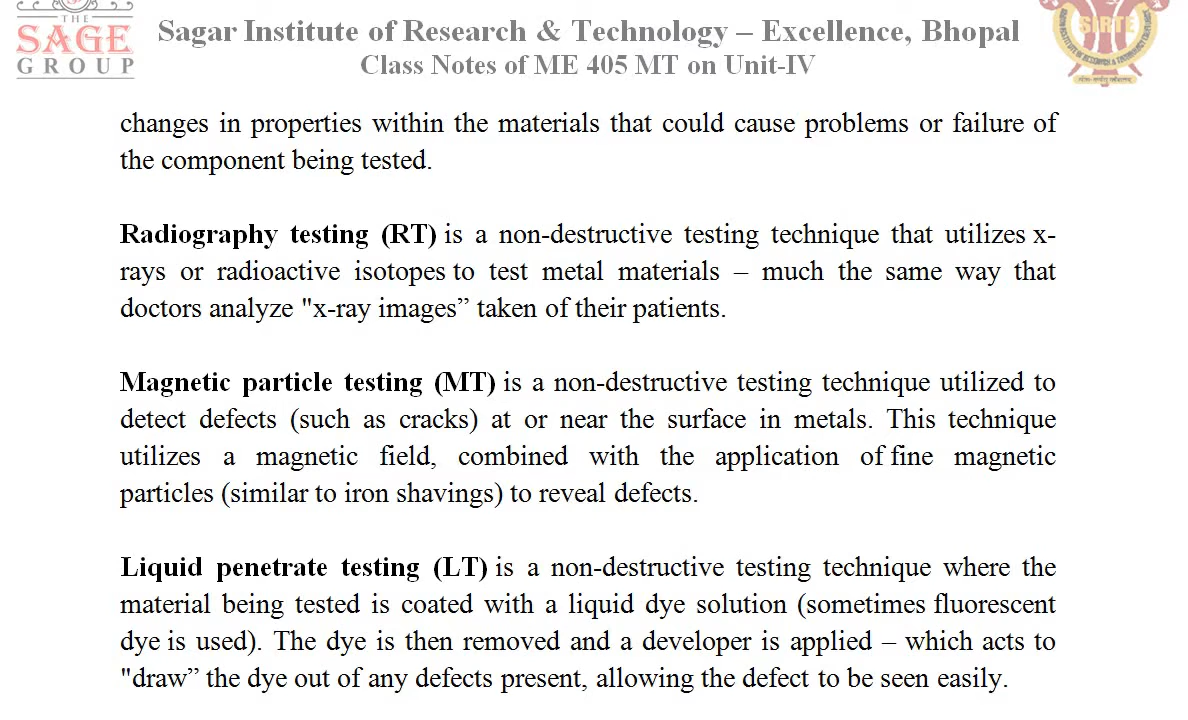 THE
SAGE
GROUP
Sagar Institute of Research & Technology – Excellence, Bhopal
Class Notes of ME 405 MT on Unit-IV
SIRTE
changes in properties within the materials that could cause problems or failure of
the component being tested.
Radiography testing (RT) is a non-destructive testing technique that utilizes x-
rays or radioactive isotopes to test metal materials – much the same way that
doctors analyze "x-ray images” taken of their patients.
Magnetic particle testing (MT) is a non-destructive testing technique utilized to
detect defects (such as cracks) at or near the surface in metals. This technique
utilizes a magnetic field, combined with the application of fine magnetic
particles (similar to iron shavings) to reveal defects.
Liquid penetrate testing (LT) is a non-destructive testing technique where the
material being tested is coated with a liquid dye solution (sometimes fluorescent
dye is used). The dye is then removed and a developer is applied – which acts to
"draw” the dye out of any defects present, allowing the defect to be seen easily.